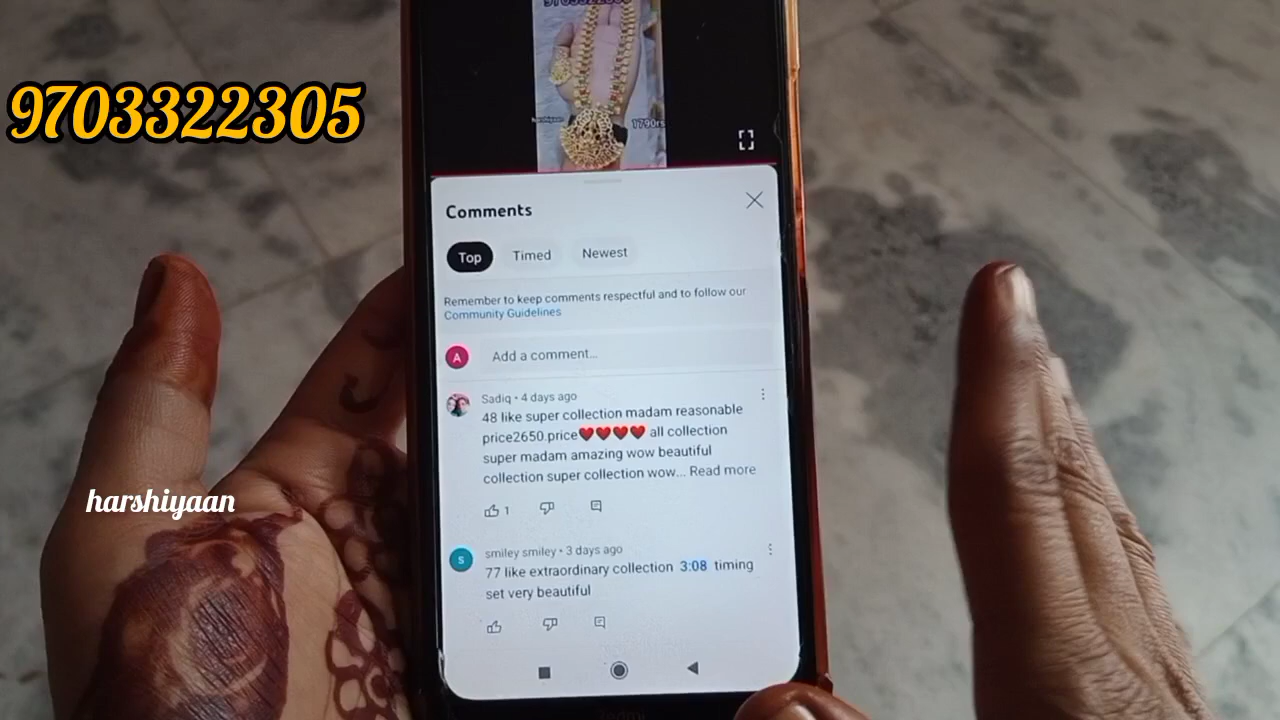 9703322305
9703322305
harshiyaan
1790rs
Comments
Top
Timed
Newest
Remember to keep comments respectful and to follow our
Community Guidelines
A
Add a comment...
Sadiq • 4 days ago
48 like super collection madam reasonable
price2650.price❤❤❤❤ all collection
super madam amazing wow beautiful
collection super collection wow... Read more
1
S
smiley smiley • 3 days ago
77 like extraordinary collection 3:08 timing
set very beautiful
harshiyaan
Redmi